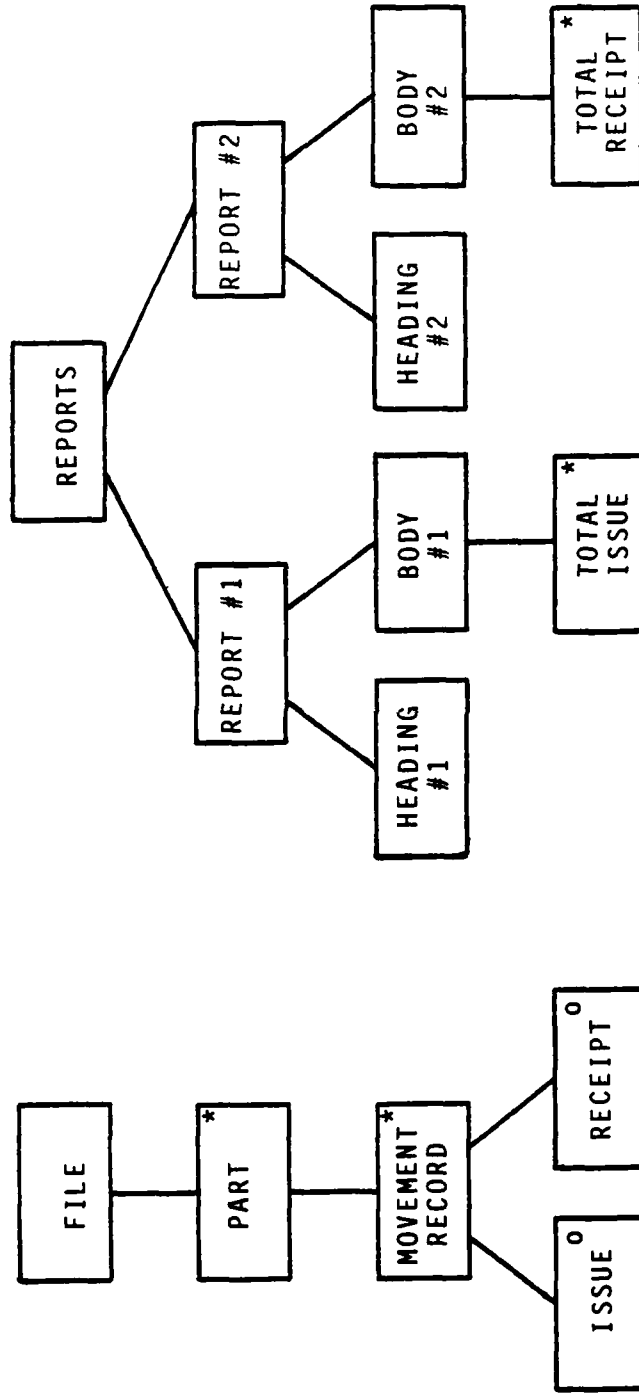 FILE
PART
*
MOVEMENT
RECORD
*
ISSUE
o
RECEIPT
o
REPORTS
REPORT #1
REPORT #2
HEADING
#1
BODY
#1
HEADING
#2
BODY
#2
TOTAL
ISSUE
*
TOTAL
RECEIPT
*